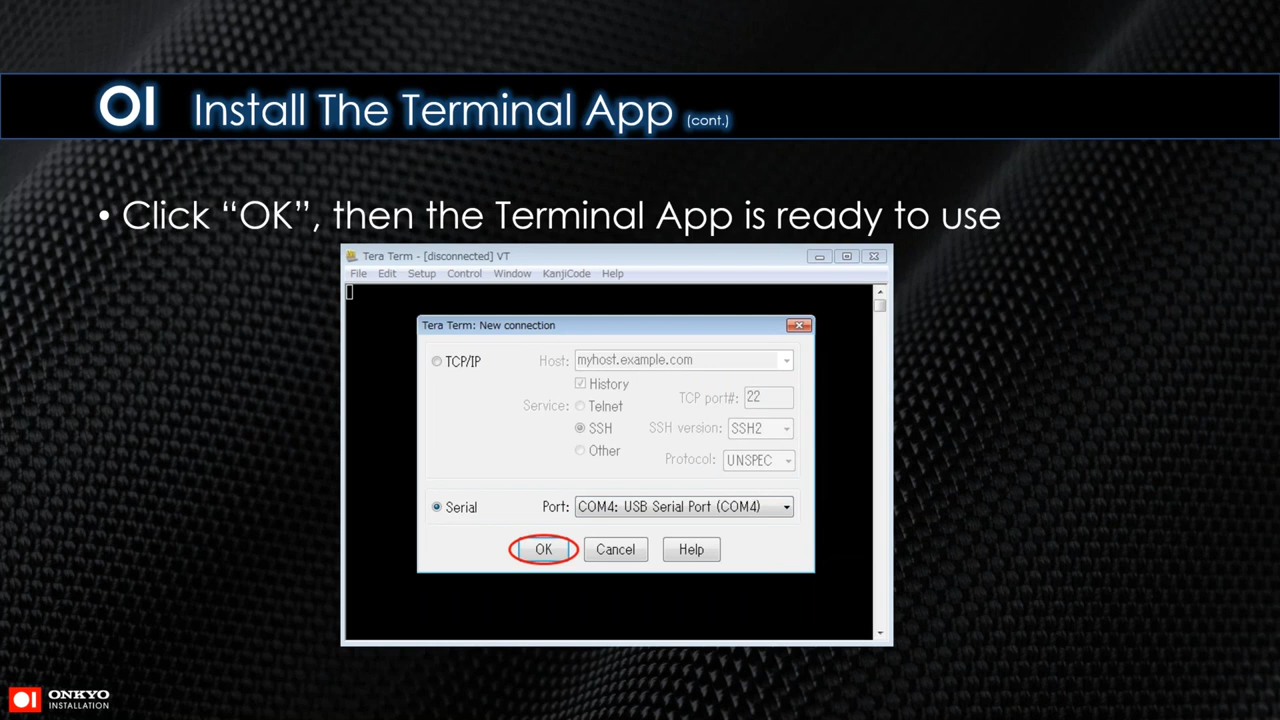 OI Install The Terminal App (cont.)
• Click “OK”, then the Terminal App is ready to use
Tera Term - [disconnected] VT
File Edit Setup Control Window KanjiCode Help
Tera Term: New connection
TCP/IP Host: myhost.example.com
History
Service: Telnet TCP port#: 22
SSH SSH version: SSH2
Other Protocol: UNSPEC
Serial Port: COM4: USB Serial Port (COM4)
OK Cancel Help
OI ONKYO
INSTALLATION